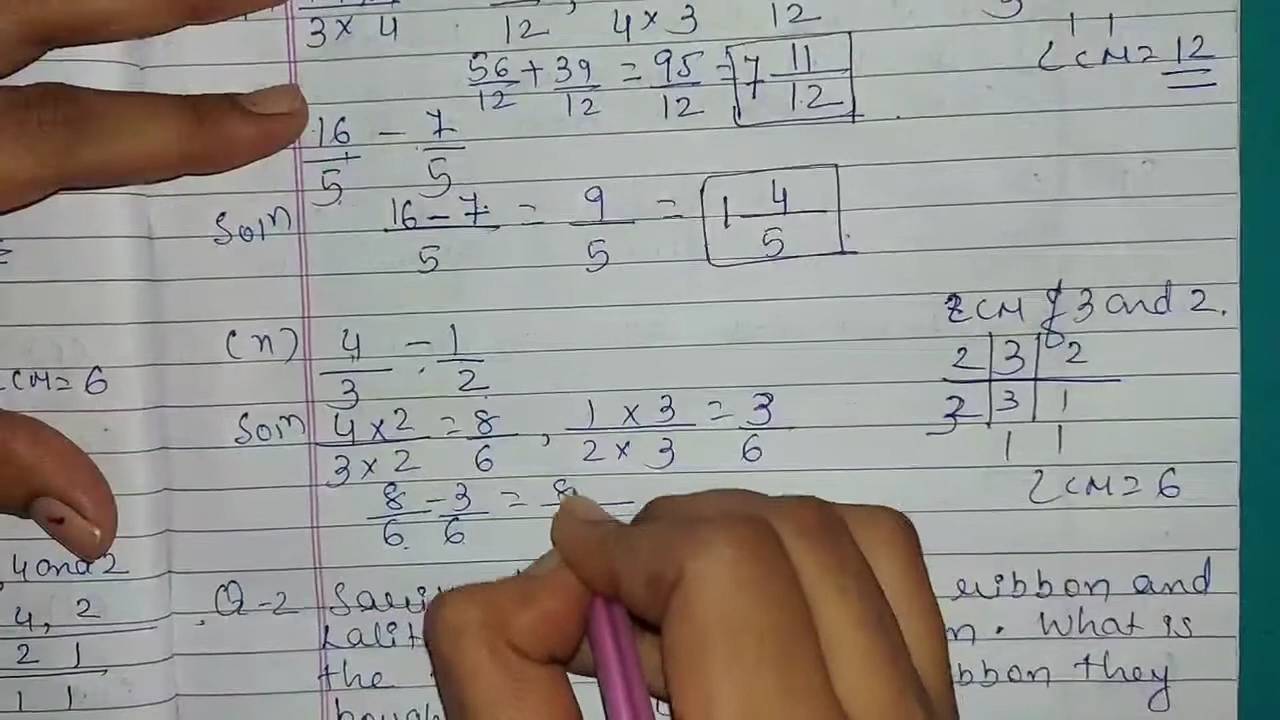 3 × 4 12 , 4 × 3 12
LCM = 12
56/12 + 39/12 = 95/12 = 7 11/12
16/5 - 7/5
Soln 16 - 7/5 = 9/5 = 1 4/5
LCM of 3 and 2.
(n) 4/3 - 1/2
2 | 3 | 2
LCM = 6
3 | 3 | 1
1 1
Soln 4 × 2/3 × 2 = 8/6 , 1 × 3/2 × 3 = 3/6
LCM = 6
8/6 - 3/6 = 8
4 and 2
4, 2
2 1
1 1
Q-2 ribbon and
What is
the they